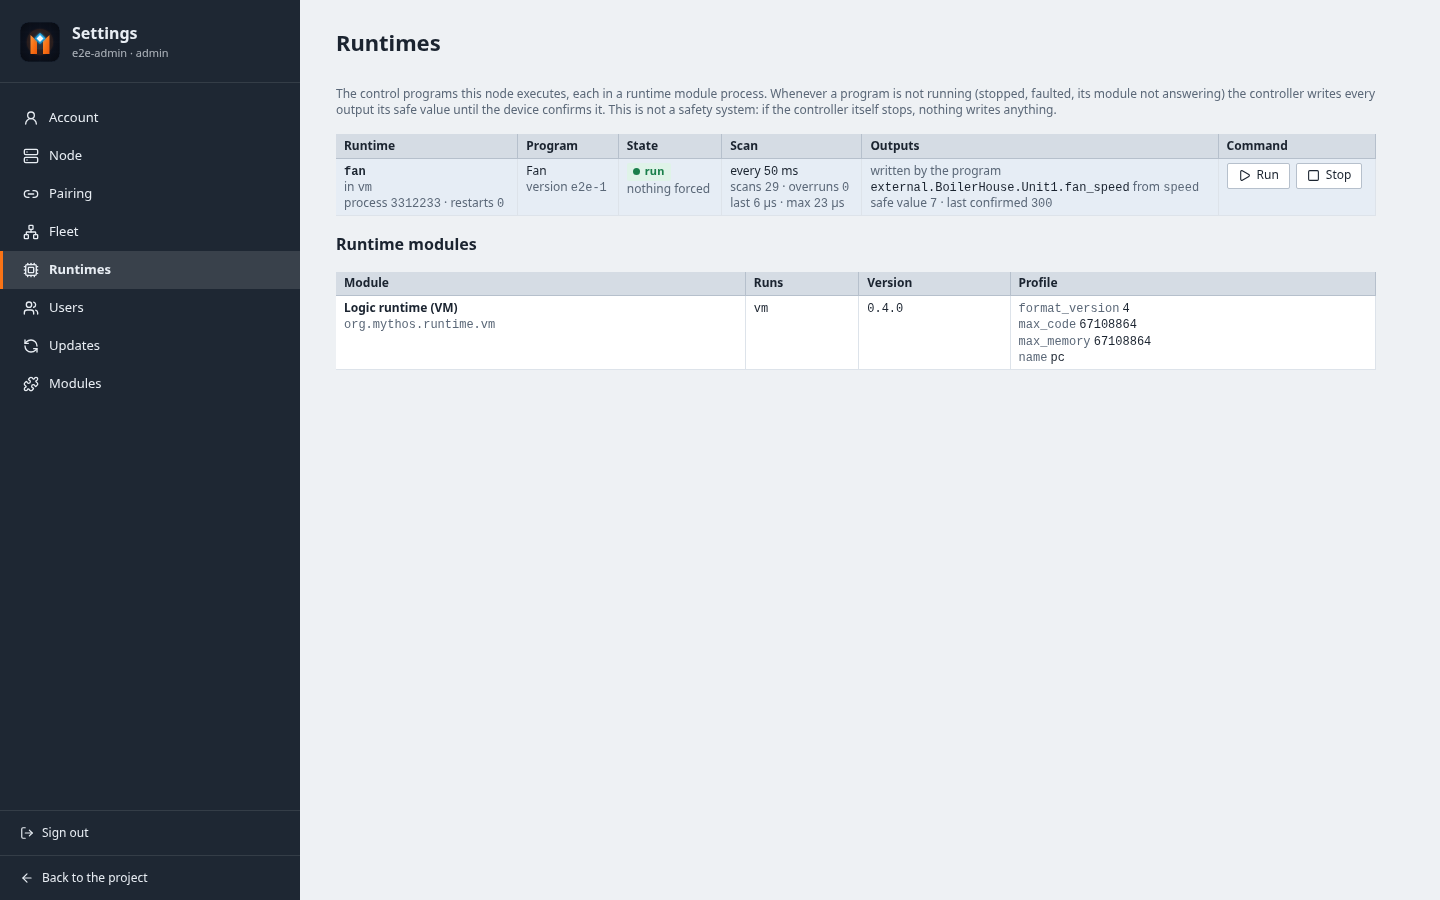 Settings
e2e-admin · admin
Account
Node
Pairing
Fleet
Runtimes
Users
Updates
Modules
Sign out
Back to the project
Runtimes
The control programs this node executes, each in a runtime module process. Whenever a program is not running (stopped, faulted, its module not answering) the controller writes every
output its safe value until the device confirms it. This is not a safety system: if the controller itself stops, nothing writes anything.
Runtime Program State Scan Outputs Command
fan Fan run every 50 ms written by the program Run Stop
in vm version e2e-1 nothing forced scans 29 · overruns 0 external.BoilerHouse.Unit1.fan_speed from speed
process 3312233 · restarts 0 last 6 µs · max 23 µs safe value 7 · last confirmed 300
Runtime modules
Module Runs Version Profile
Logic runtime (VM) vm 0.4.0 format_version 4
org.mythos.runtime.vm max_code 67108864
max_memory 67108864
name pc